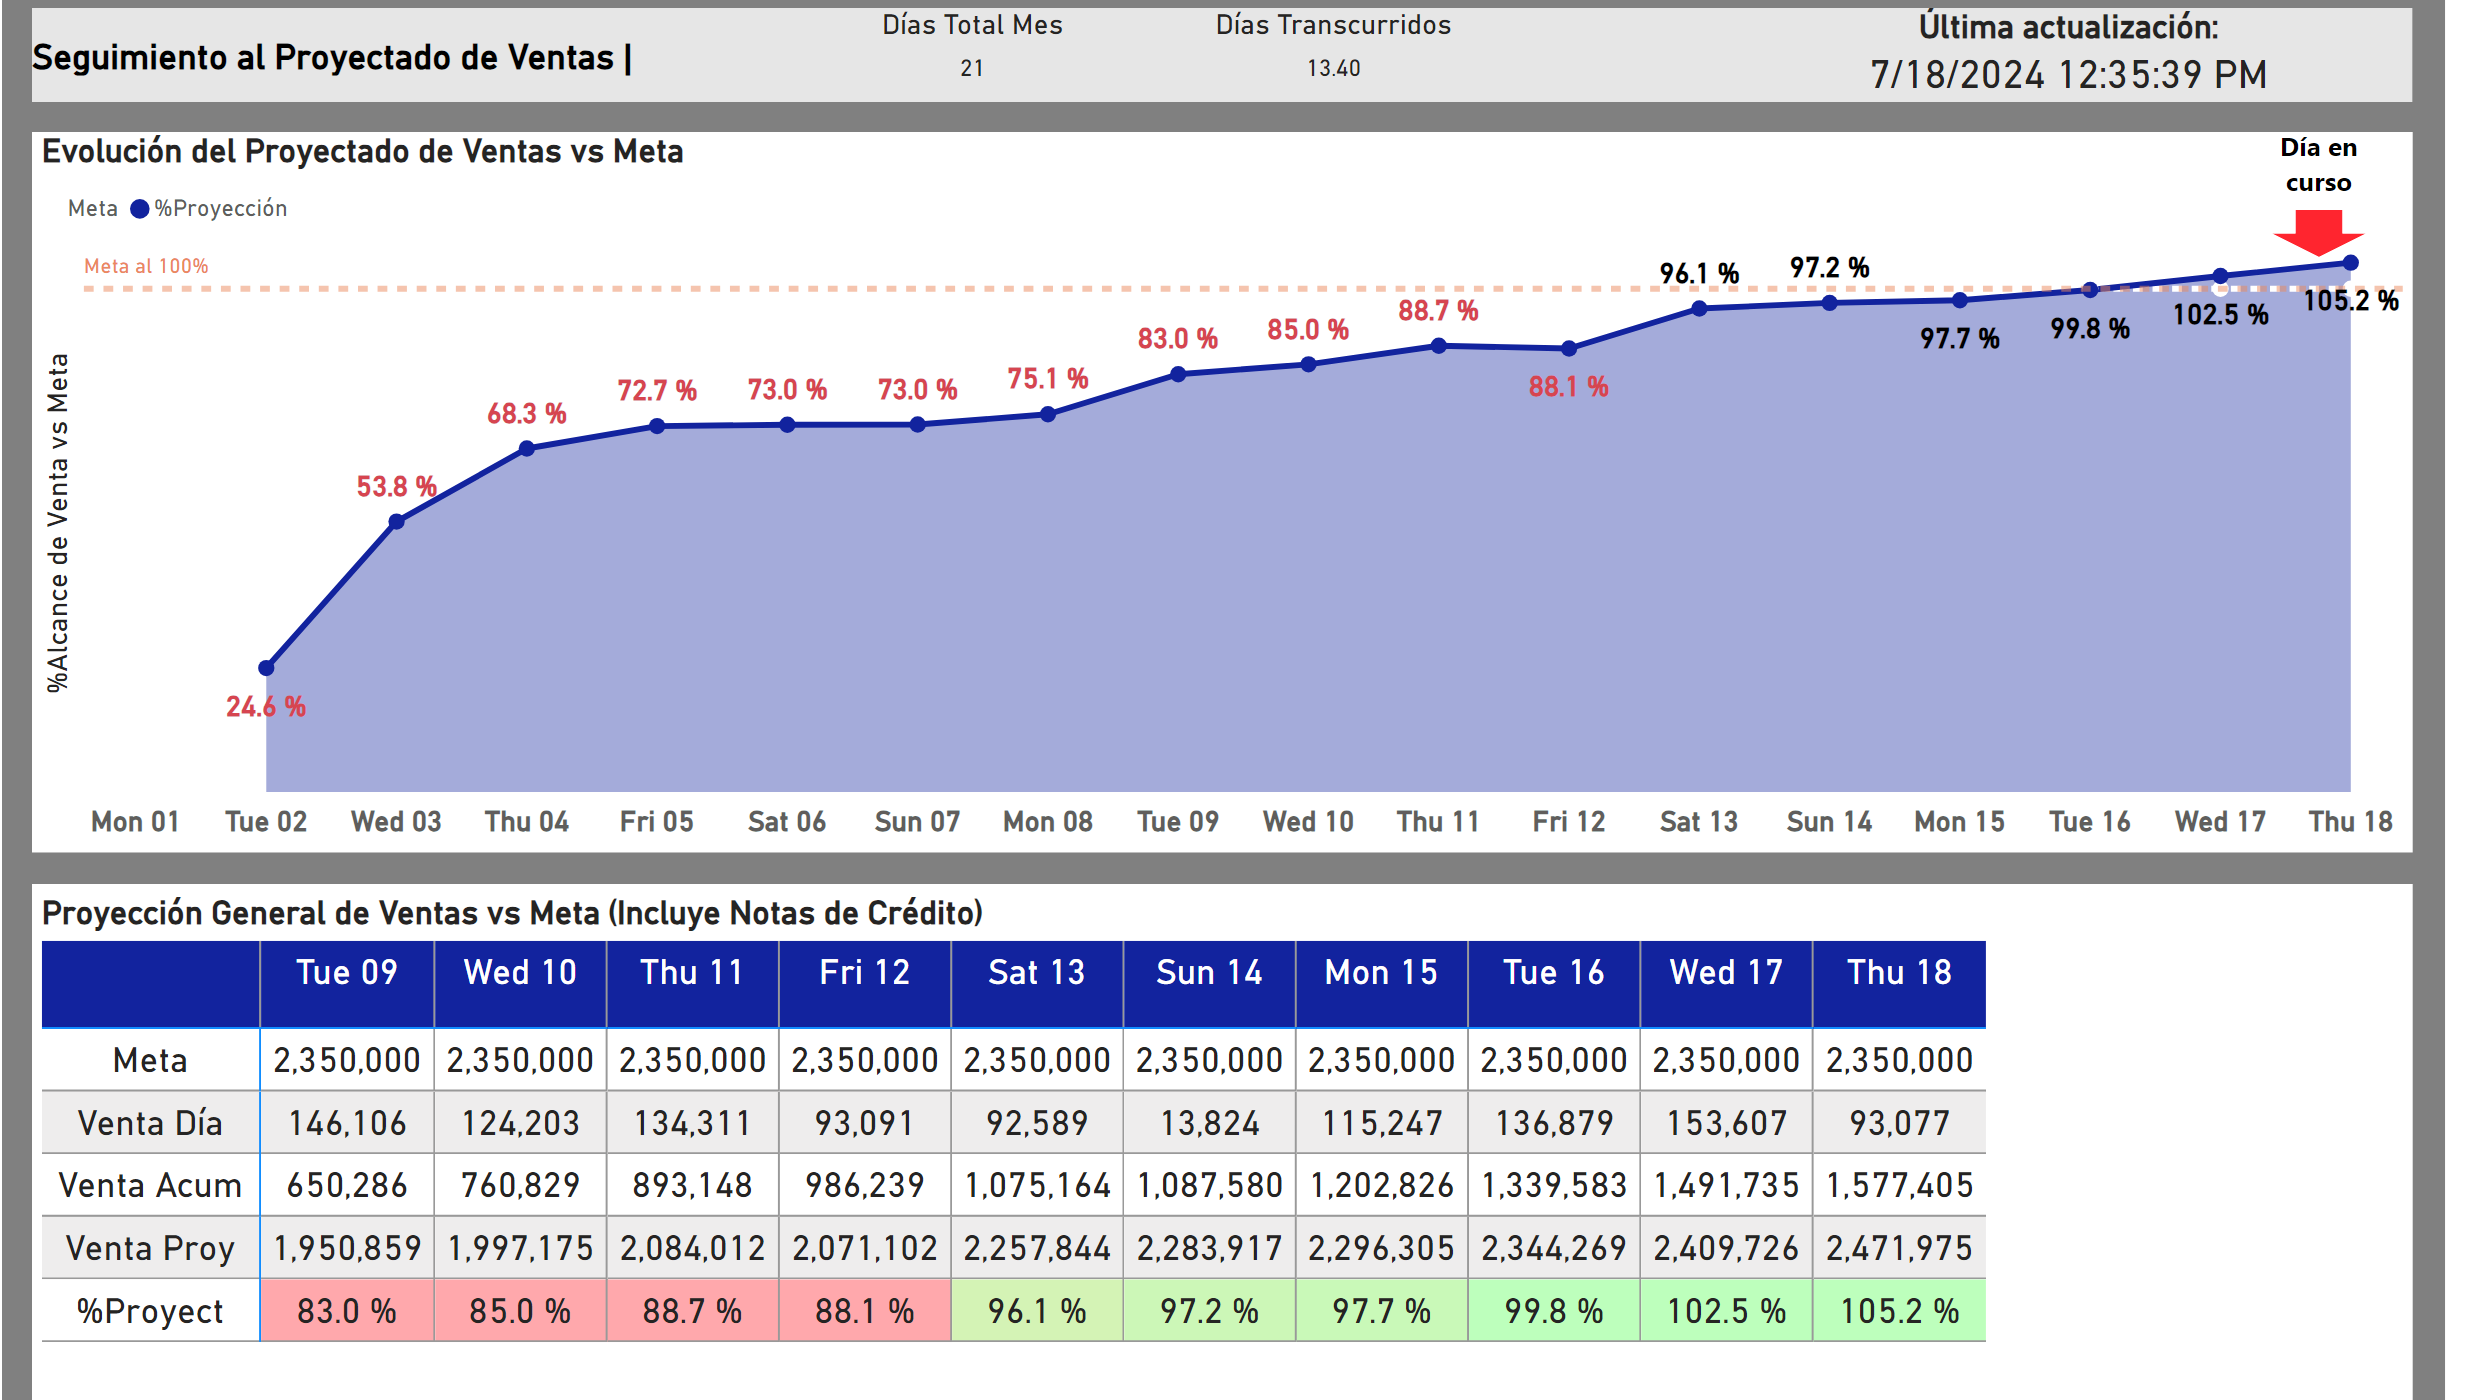 Seguimiento al Proyectado de Ventas |
Días Total Mes
21
Días Transcurridos
13.40
Última actualización:
7/18/2024 12:35:39 PM
Evolución del Proyectado de Ventas vs Meta
Día en
curso
Meta %Proyección
Meta al 100%
%Alcance de Venta vs Meta
24.6 %
53.8 %
68.3 %
72.7 %
73.0 %
73.0 %
75.1 %
83.0 %
85.0 %
88.7 %
88.1 %
96.1 %
97.2 %
97.7 %
99.8 %
102.5 %
105.2 %
Mon 01 Tue 02 Wed 03 Thu 04 Fri 05 Sat 06 Sun 07 Mon 08 Tue 09 Wed 10 Thu 11 Fri 12 Sat 13 Sun 14 Mon 15 Tue 16 Wed 17 Thu 18
Proyección General de Ventas vs Meta (Incluye Notas de Crédito)
Tue 09 Wed 10 Thu 11 Fri 12 Sat 13 Sun 14 Mon 15 Tue 16 Wed 17 Thu 18
Meta 2,350,000 2,350,000 2,350,000 2,350,000 2,350,000 2,350,000 2,350,000 2,350,000 2,350,000 2,350,000
Venta Día 146,106 124,203 134,311 93,091 92,589 13,824 115,247 136,879 153,607 93,077
Venta Acum 650,286 760,829 893,148 986,239 1,075,164 1,087,580 1,202,826 1,339,583 1,491,735 1,577,405
Venta Proy 1,950,859 1,997,175 2,084,012 2,071,102 2,257,844 2,283,917 2,296,305 2,344,269 2,409,726 2,471,975
%Proyect 83.0 % 85.0 % 88.7 % 88.1 % 96.1 % 97.2 % 97.7 % 99.8 % 102.5 % 105.2 %